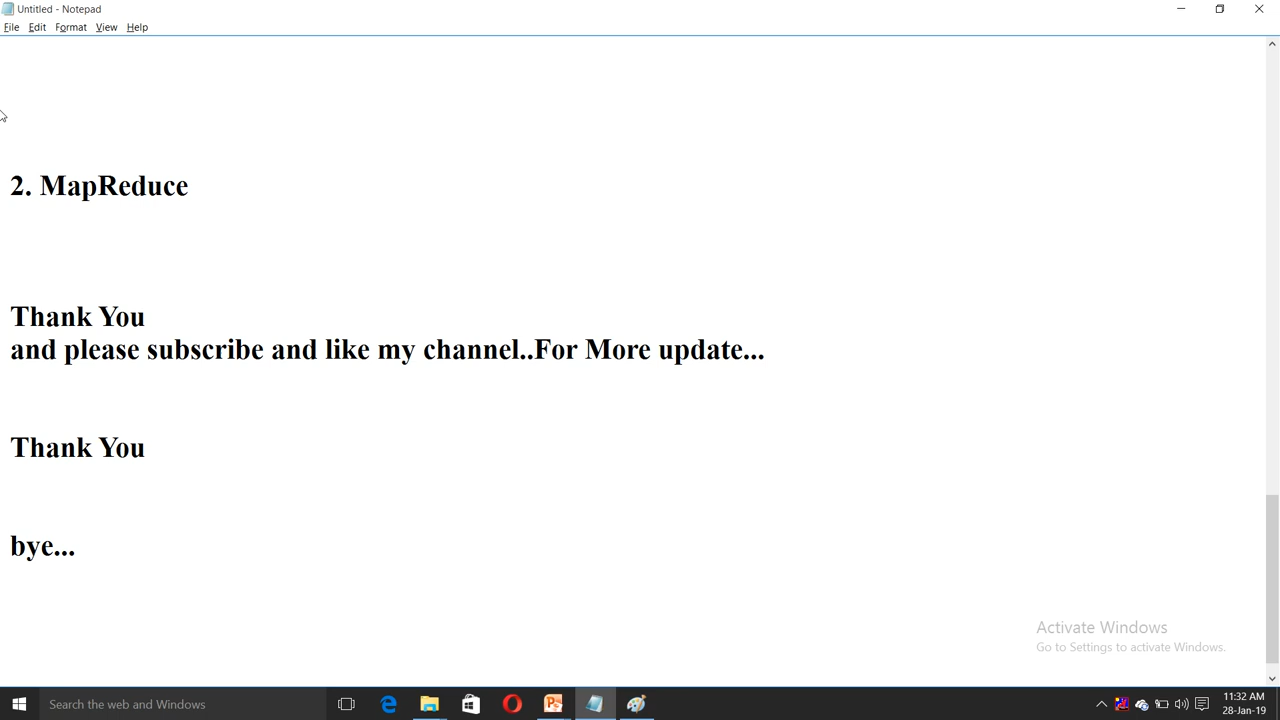 Untitled - Notepad
File Edit Format View Help
2. MapReduce
Thank You
and please subscribe and like my channel..For More update...
Thank You
bye...
Activate Windows
Go to Settings to activate Windows.
Search the web and Windows
11:32 AM
28-Jan-19